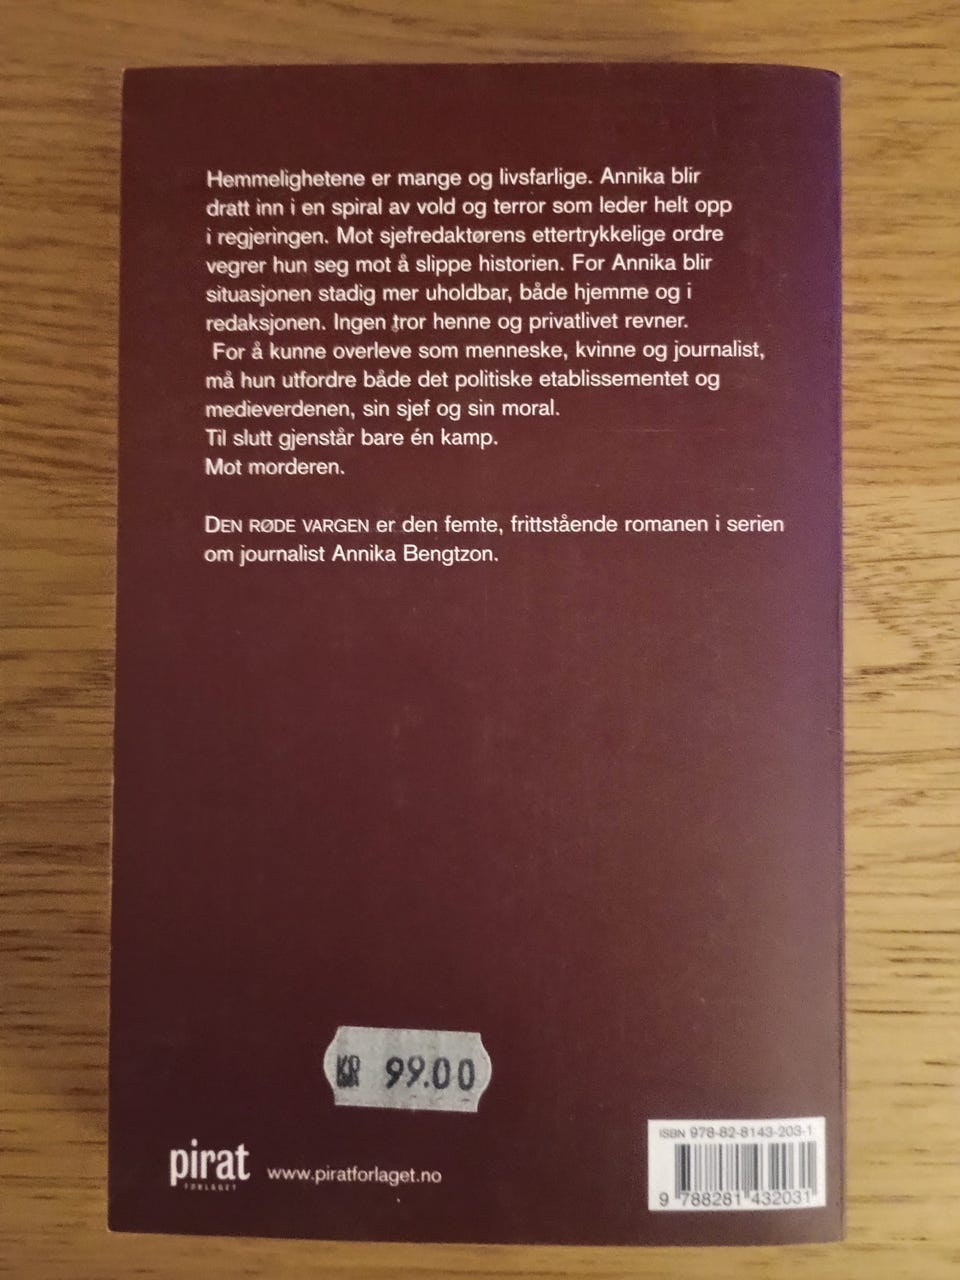 Hemmelighetene er mange og livsfarlige. Annika blir
dratt inn i en spiral av vold og terror som leder helt opp
i regjeringen. Mot sjefredaktørens ettertrykkelige ordre
vegrer hun seg mot å slippe historien. For Annika blir
situasjonen stadig mer uholdbar, både hjemme og i
redaksjonen. Ingen tror henne og privatlivet revner.
For å kunne overleve som menneske, kvinne og journalist,
må hun utfordre både det politiske etablissementet og
medieverdenen, sin sjef og sin moral.
Til slutt gjenstår bare én kamp.
Mot morderen.
DEN RØDE VARGEN er den femte, frittstående romanen i serien
om journalist Annika Bengtzon.
KR 99.00
pirat
FORLAGET
www.piratforlaget.no
ISBN 978-82-8143-203-1
9 788281 432031